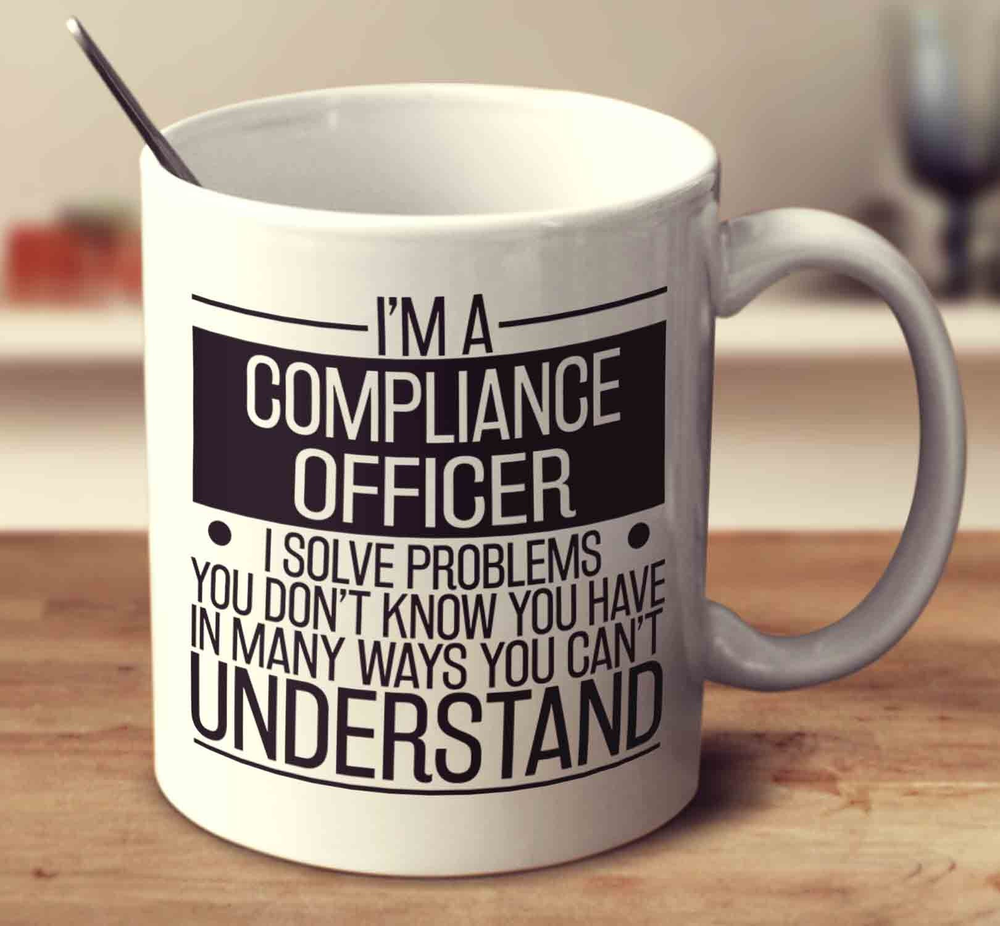 I'M A
COMPLIANCE
OFFICER
I SOLVE PROBLEMS
YOU DON'T KNOW YOU HAVE
IN MANY WAYS YOU CAN'T
UNDERSTAND